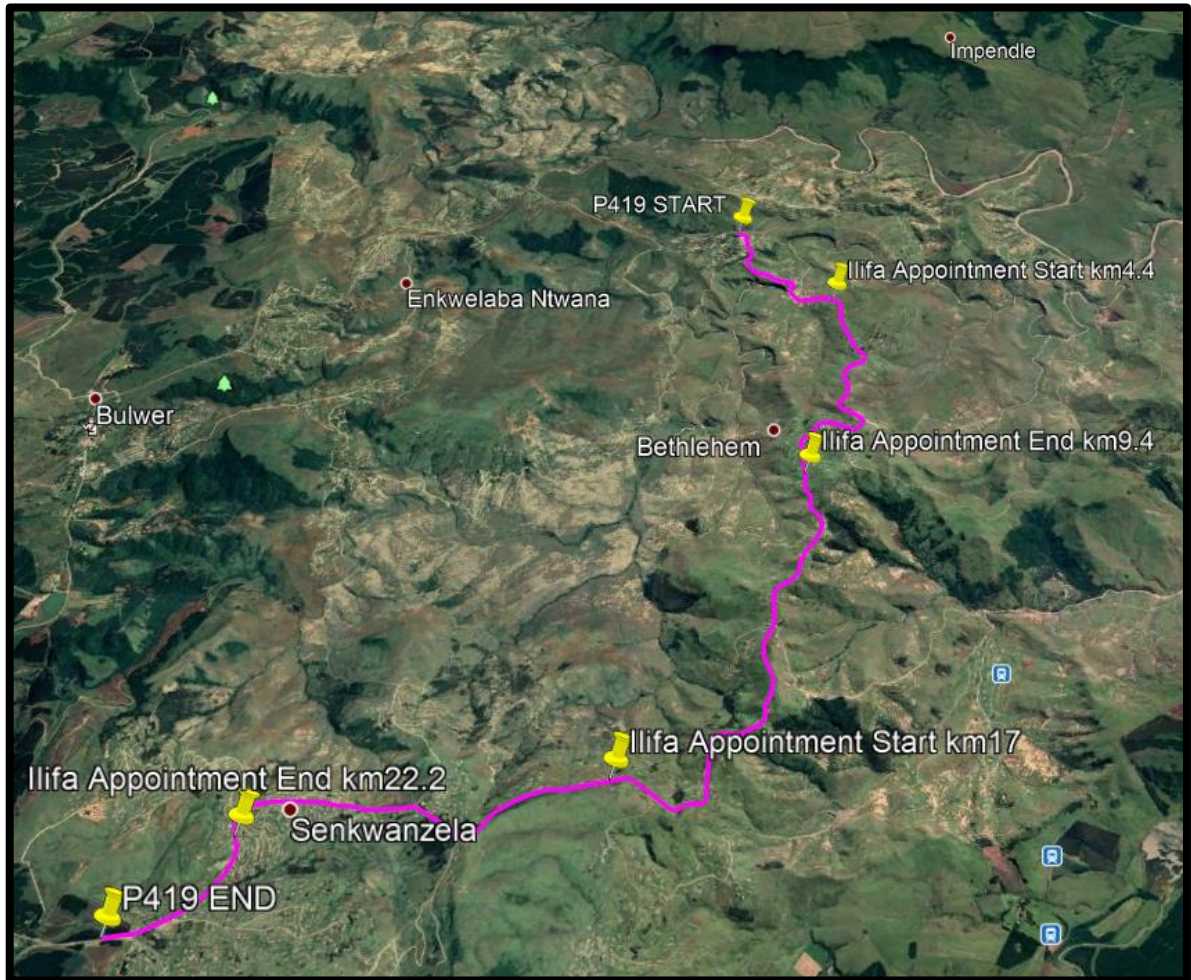 Impendle
P419 START
Ilifa Appointment Start km4.4
Enkwelaba Ntwana
Bulwer
Bethlehem
Ilifa Appointment End km9.4
Ilifa Appointment Start km17
Ilifa Appointment End km22.2
Senkwanzela
P419 END